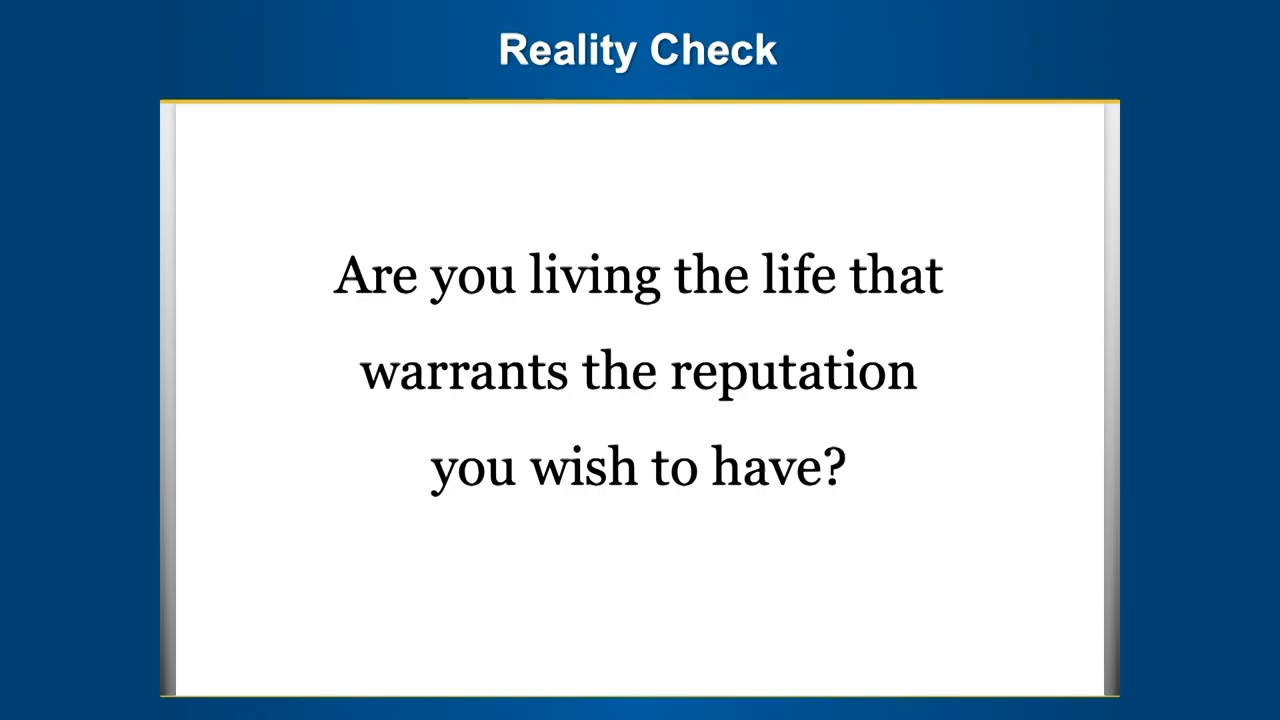 Reality Check
Are you living the life that
warrants the reputation
you wish to have?